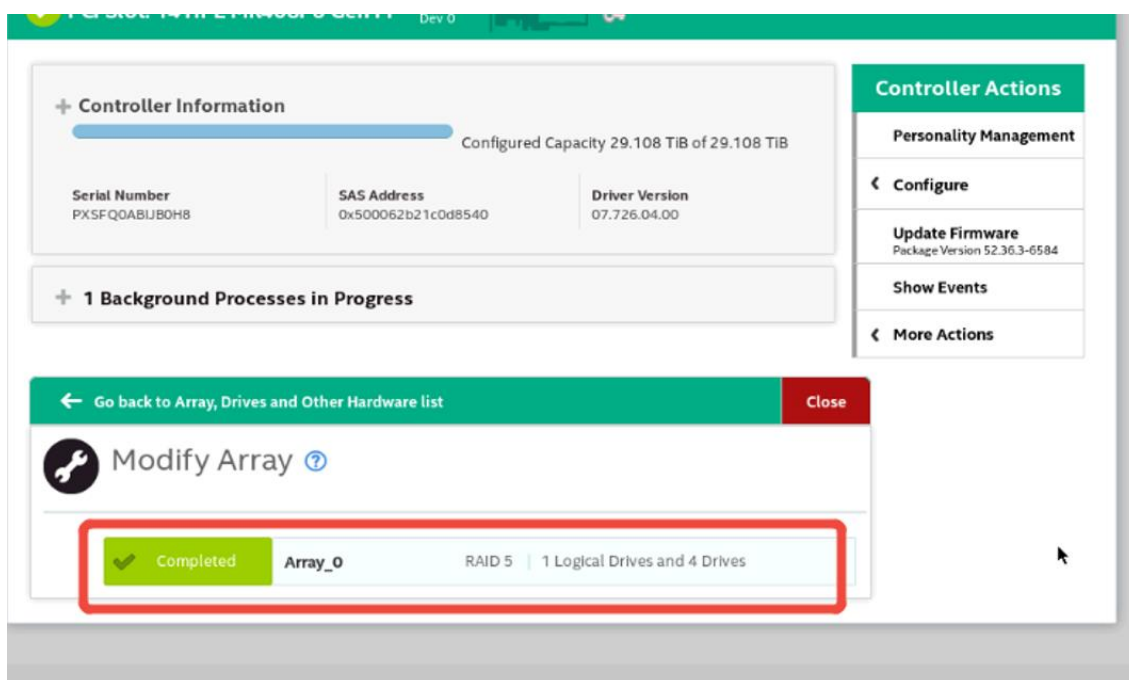 Dev 0
Controller Information
Configured Capacity 29.108 TiB of 29.108 TiB
Serial Number
PXSFQ0ABIJB0H8
SAS Address
0x500062b21c0d8540
Driver Version
07.726.04.00
1 Background Processes in Progress
Controller Actions
Personality Management
Configure
Update Firmware
Package Version 52.36.3-6584
Show Events
More Actions
Go back to Array, Drives and Other Hardware list
Close
Modify Array
Completed
Array_0
RAID 5
1 Logical Drives and 4 Drives